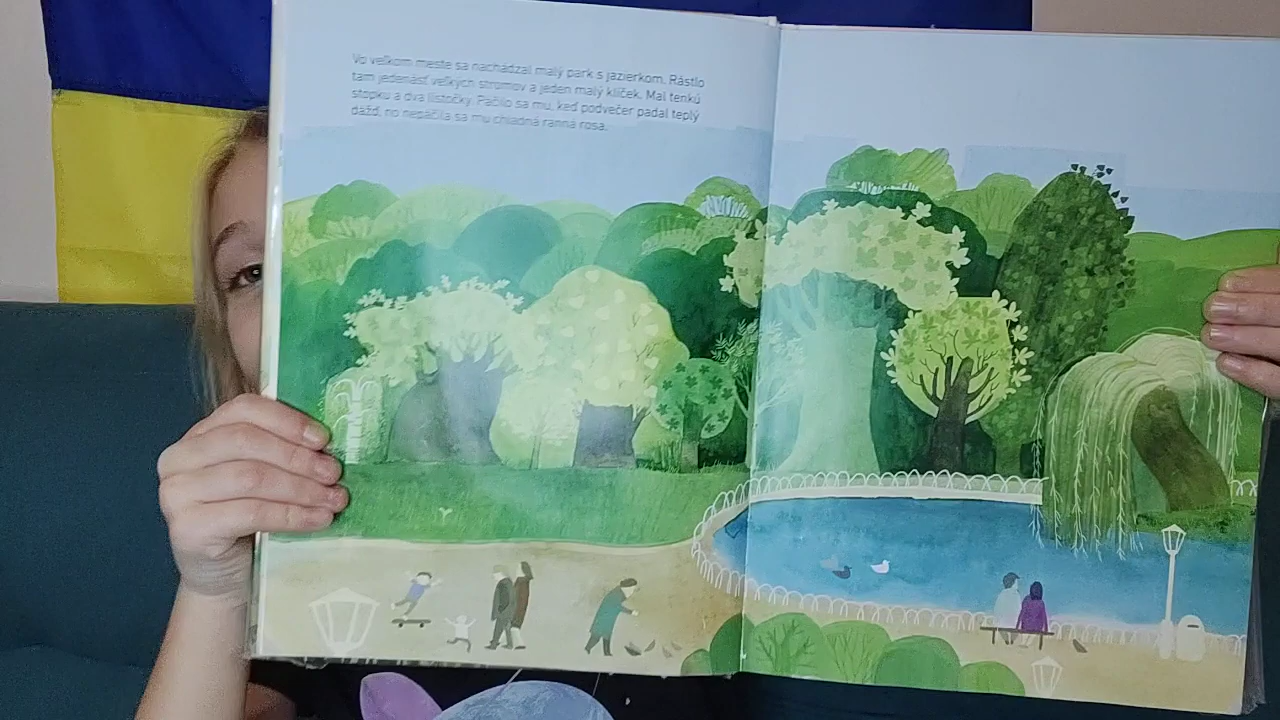 Vo veľkom meste sa nachádzal malý park s jazierkom. Rástlo
tam jedenásť veľkých stromov a jeden malý klíček. Mal tenkú
stopku a dva lístočky. Páčilo sa mu, keď podvečer padal teplý
dážď, no nepáčila sa mu chladná ranná rosa.